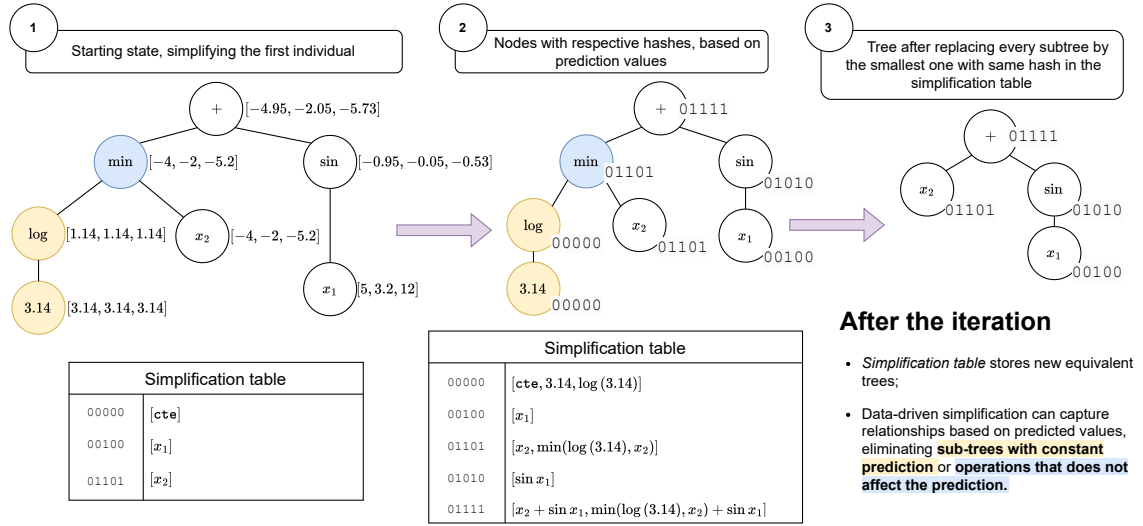 1
Starting state, simplifying the first individual
+
[−4.95, −2.05, −5.73]
min
[−4, −2, −5.2]
sin
[−0.95, −0.05, −0.53]
log
[1.14, 1.14, 1.14]
x₂
[−4, −2, −5.2]
3.14
[3.14, 3.14, 3.14]
x₁
[5, 3.2, 12]
Simplification table
00000 [cte]
00100 [x₁]
01101 [x₂]
2
Nodes with respective hashes, based on
prediction values
+ 01111
min
01101
sin
01010
log
00000
x₂
01101
x₁
00100
3.14
00000
Simplification table
00000 [cte, 3.14, log (3.14)]
00100 [x₁]
01101 [x₂, min(log (3.14), x₂)]
01010 [sin x₁]
01111 [x₂ + sin x₁, min(log (3.14), x₂) + sin x₁]
3
Tree after replacing every subtree by
the smallest one with same hash in the
simplification table
+ 01111
x₂
01101
sin
01010
x₁
00100
After the iteration
• Simplification table stores new equivalent
trees;
• Data-driven simplification can capture
relationships based on predicted values,
eliminating sub-trees with constant
prediction or operations that does not
affect the prediction.